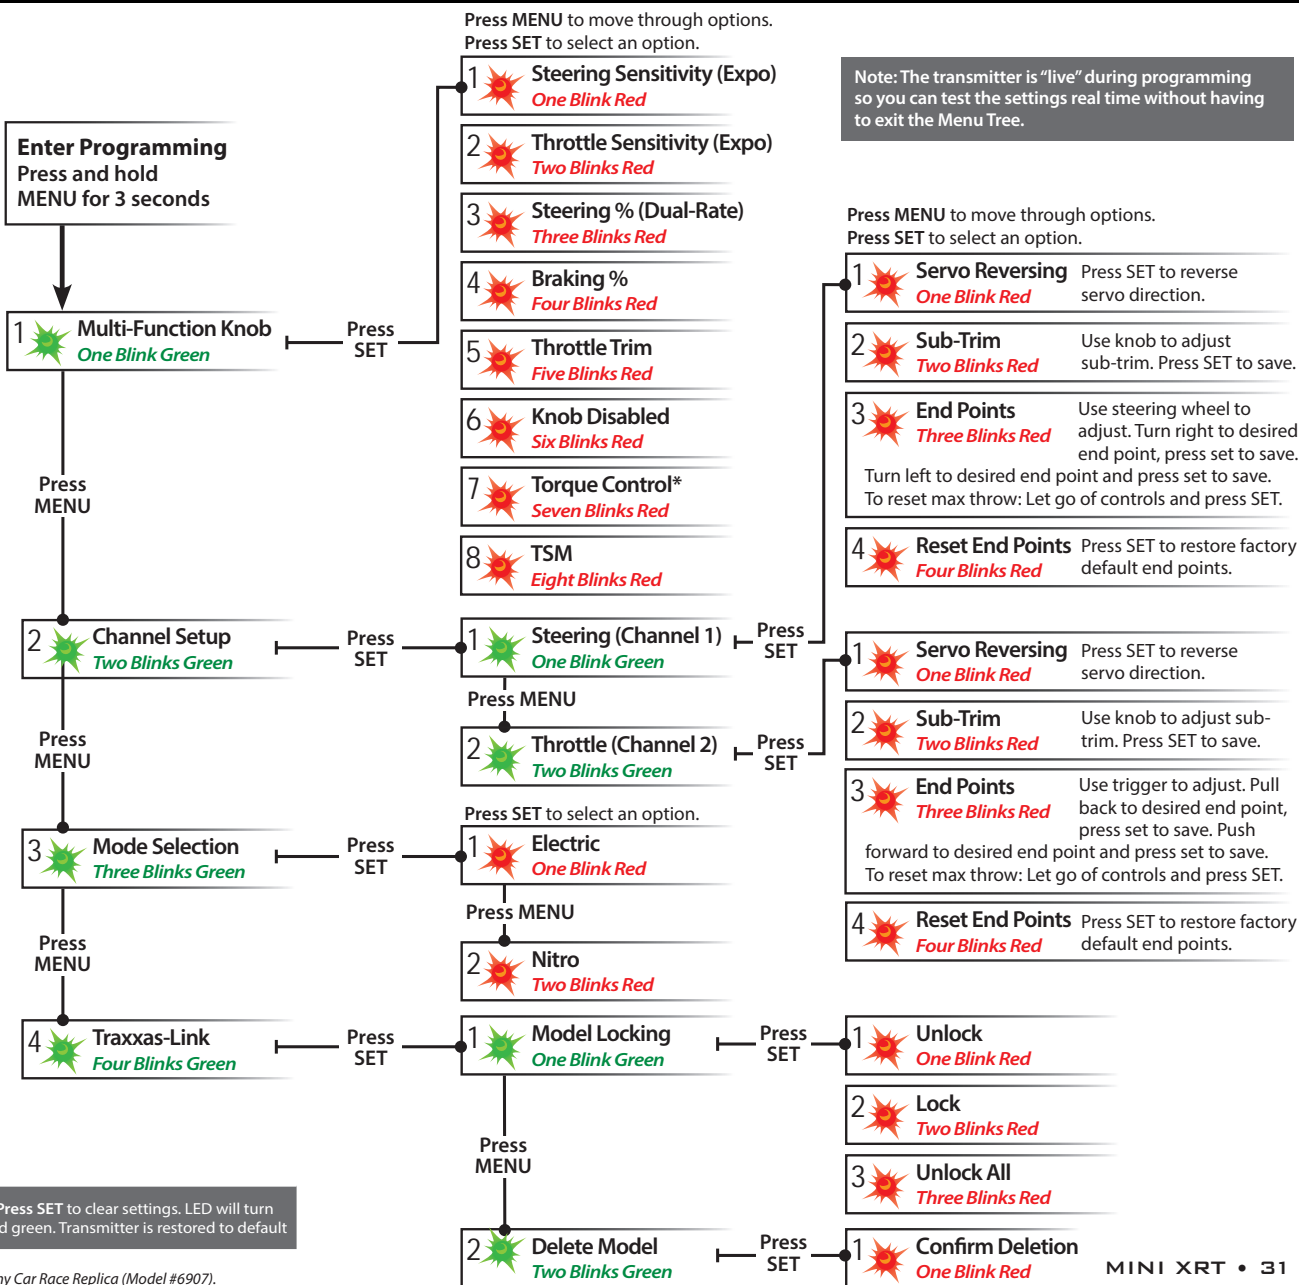 Press MENU to move through options.
Press SET to select an option.
1 Steering Sensitivity (Expo)
One Blink Red
2 Throttle Sensitivity (Expo)
Two Blinks Red
3 Steering % (Dual-Rate)
Three Blinks Red
4 Braking %
Four Blinks Red
5 Throttle Trim
Five Blinks Red
6 Knob Disabled
Six Blinks Red
7 Torque Control*
Seven Blinks Red
8 TSM
Eight Blinks Red
Note: The transmitter is “live” during programming
so you can test the settings real time without having
to exit the Menu Tree.
Enter Programming
Press and hold
MENU for 3 seconds
1 Multi-Function Knob
One Blink Green
Press
SET
Press
MENU
2 Channel Setup
Two Blinks Green
Press
SET
1 Steering (Channel 1)
One Blink Green
Press
SET
Press MENU
2 Throttle (Channel 2)
Two Blinks Green
Press
SET
Press MENU to move through options.
Press SET to select an option.
1 Servo Reversing
One Blink Red
Press SET to reverse
servo direction.
2 Sub-Trim
Two Blinks Red
Use knob to adjust
sub-trim. Press SET to save.
3 End Points
Three Blinks Red
Use steering wheel to
adjust. Turn right to desired
end point, press set to save.
Turn left to desired end point and press set to save.
To reset max throw: Let go of controls and press SET.
4 Reset End Points
Four Blinks Red
Press SET to restore factory
default end points.
1 Servo Reversing
One Blink Red
Press SET to reverse
servo direction.
2 Sub-Trim
Two Blinks Red
Use knob to adjust sub-
trim. Press SET to save.
3 End Points
Three Blinks Red
Use trigger to adjust. Pull
back to desired end point,
press set to save. Push
forward to desired end point and press set to save.
To reset max throw: Let go of controls and press SET.
4 Reset End Points
Four Blinks Red
Press SET to restore factory
default end points.
Press
MENU
3 Mode Selection
Three Blinks Green
Press
SET
Press SET to select an option.
1 Electric
One Blink Red
Press MENU
2 Nitro
Two Blinks Red
Press
MENU
4 Traxxas-Link
Four Blinks Green
Press
SET
1 Model Locking
One Blink Green
Press
SET
1 Unlock
One Blink Red
2 Lock
Two Blinks Red
3 Unlock All
Three Blinks Red
Press
MENU
2 Delete Model
Two Blinks Green
Press
SET
1 Confirm Deletion
One Blink Red
Press SET to clear settings. LED will turn
d green. Transmitter is restored to default
ny Car Race Replica (Model #6907).
MINI XRT • 31